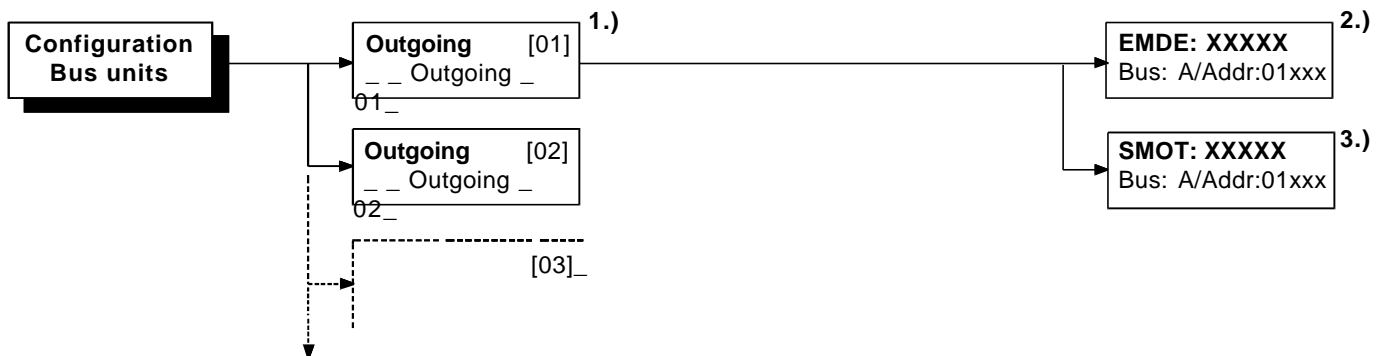 1.)
2.)
Configuration
Bus units
Outgoing [01]
_ _ Outgoing _
01_
EMDE: XXXXX
Bus: A/Addr:01xxx
3.)
Outgoing [02]
_ _ Outgoing _
02_
SMOT: XXXXX
Bus: A/Addr:01xxx
[03]_